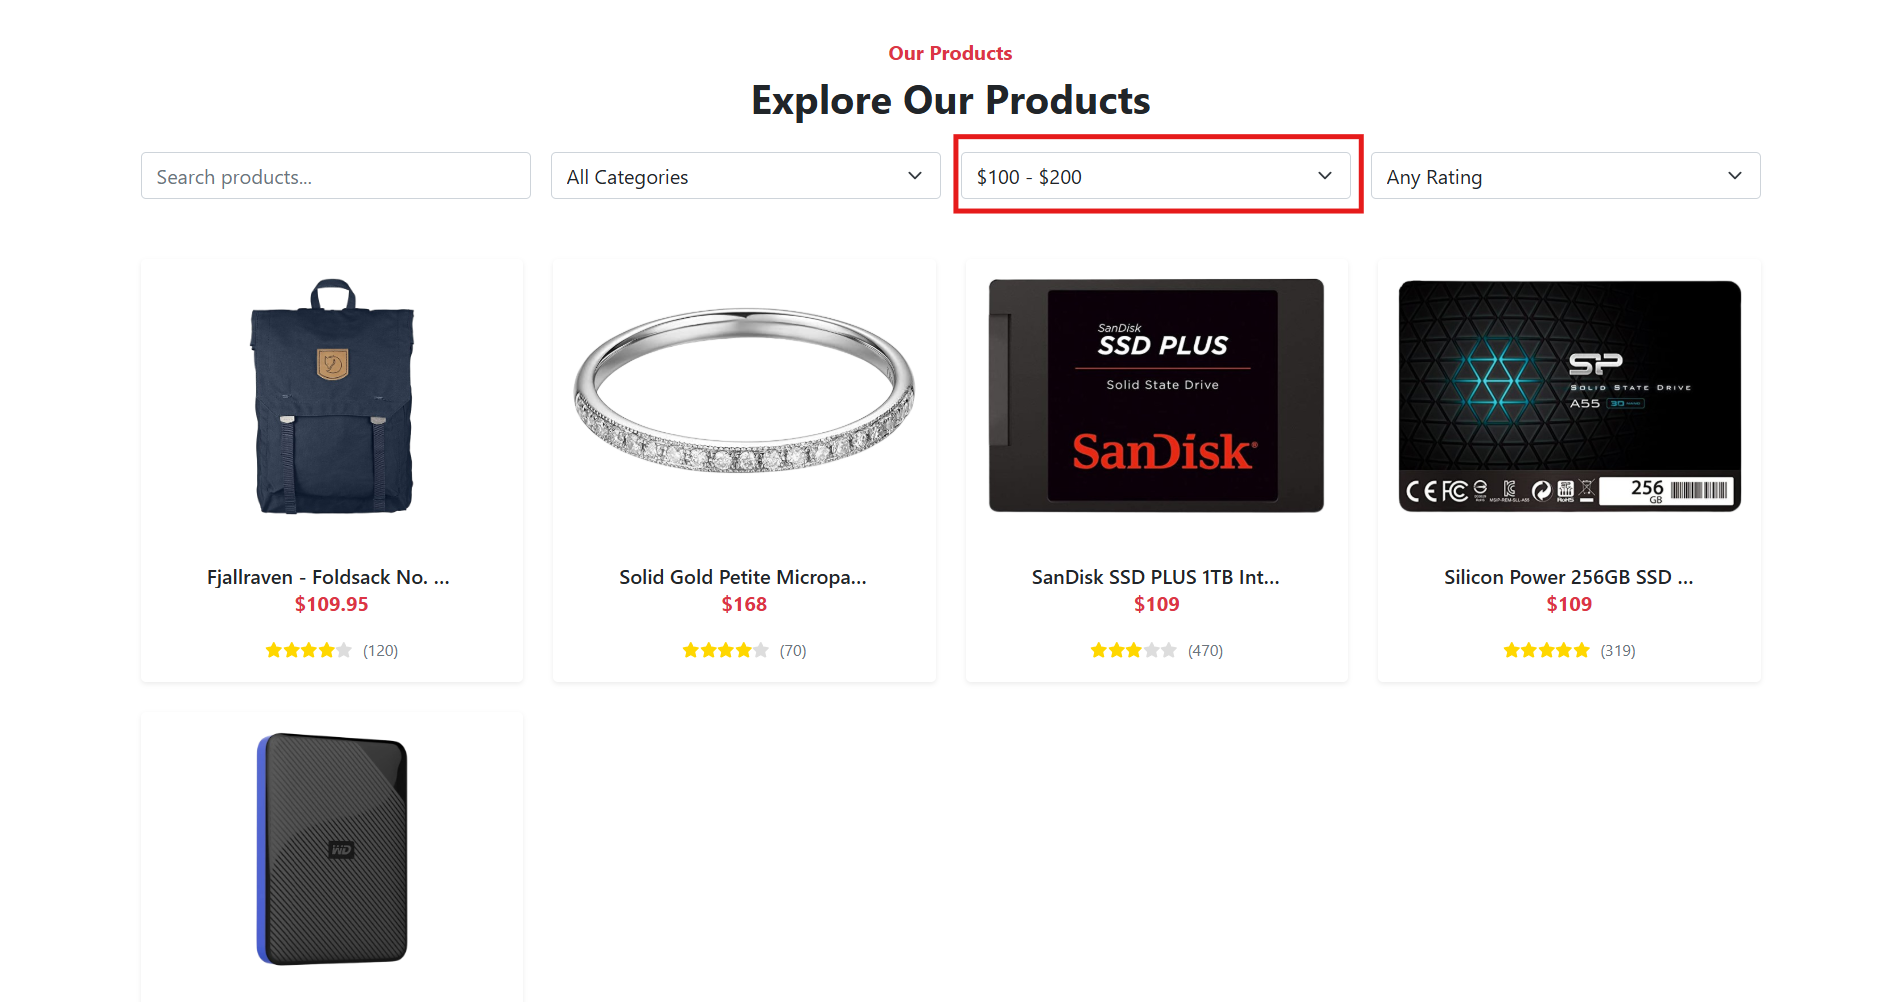 Our Products
Explore Our Products
Search products...
All Categories
$100 - $200
Any Rating
SanDisk
SSD PLUS
Solid State Drive
SanDisk®
SP
SOLID STATE DRIVE
A55
256
GB
Fjallraven - Foldsack No. ...
$109.95
(120)
Solid Gold Petite Micropa...
$168
(70)
SanDisk SSD PLUS 1TB Int...
$109
(470)
Silicon Power 256GB SSD ...
$109
(319)
WD